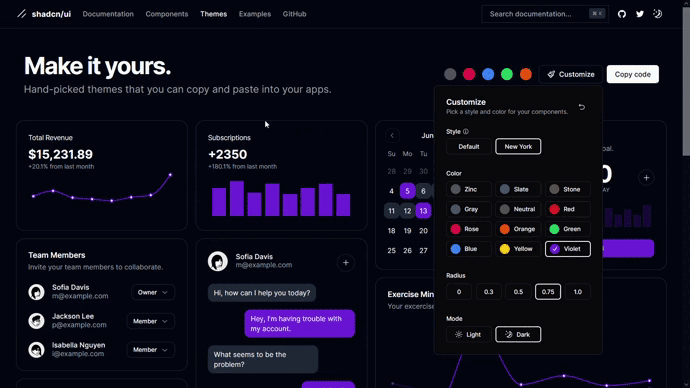 shadcn/ui Documentation Components Themes Examples GitHub Search documentation... ⌘ K
Make it yours.
Hand-picked themes that you can copy and paste into your apps.
Customize Copy code
Customize
Pick a style and color for your components.
Style
Default New York
Color
Zinc Slate Stone
Gray Neutral Red
Rose Orange Green
Blue Yellow Violet
Radius
0 0.3 0.5 0.75 1.0
Mode
Light Dark
Total Revenue
$15,231.89
+20.1% from last month
Subscriptions
+2350
+180.1% from last month
Jun
Su Mo Tu
28 29 30
4 5 6
11 12 13
18 19 20
25 26 27
goal.
Team Members
Invite your team members to collaborate.
Sofia Davis
m@example.com
Owner
Jackson Lee
p@example.com
Member
Isabella Nguyen
i@example.com
Member
Sofia Davis
m@example.com
Hi, how can I help you today?
Hey, I'm having trouble with
my account.
What seems to be the
problem?
Exercise Min
Your excercise